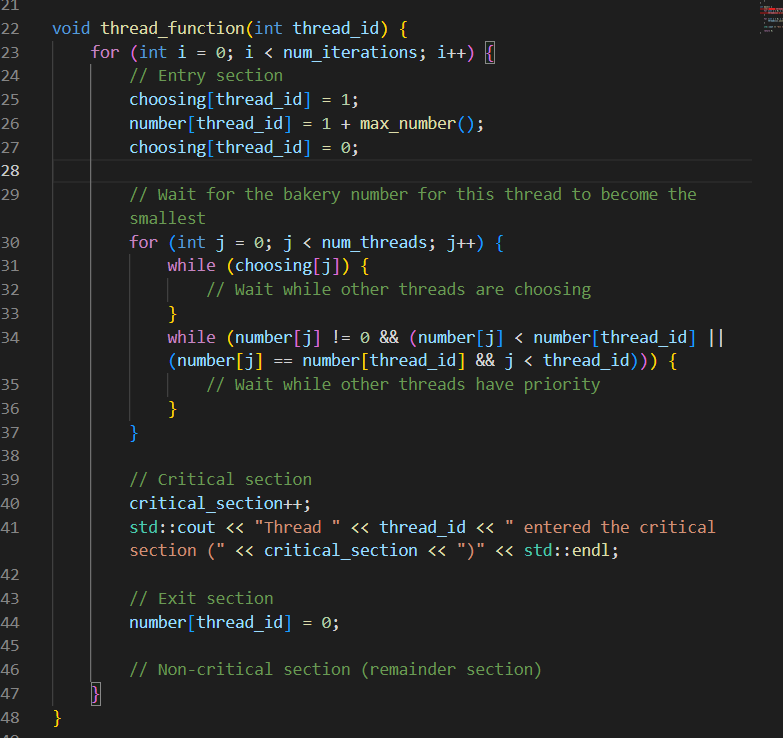 21
22 void thread_function(int thread_id) {
23 for (int i = 0; i < num_iterations; i++) {
24 // Entry section
25 choosing[thread_id] = 1;
26 number[thread_id] = 1 + max_number();
27 choosing[thread_id] = 0;
28
29 // Wait for the bakery number for this thread to become the
smallest
30 for (int j = 0; j < num_threads; j++) {
31 while (choosing[j]) {
32 // Wait while other threads are choosing
33 }
34 while (number[j] != 0 && (number[j] < number[thread_id] ||
(number[j] == number[thread_id] && j < thread_id))) {
35 // Wait while other threads have priority
36 }
37 }
38
39 // Critical section
40 critical_section++;
41 std::cout << "Thread " << thread_id << " entered the critical
section (" << critical_section << ")" << std::endl;
42
43 // Exit section
44 number[thread_id] = 0;
45
46 // Non-critical section (remainder section)
47 }
48 }